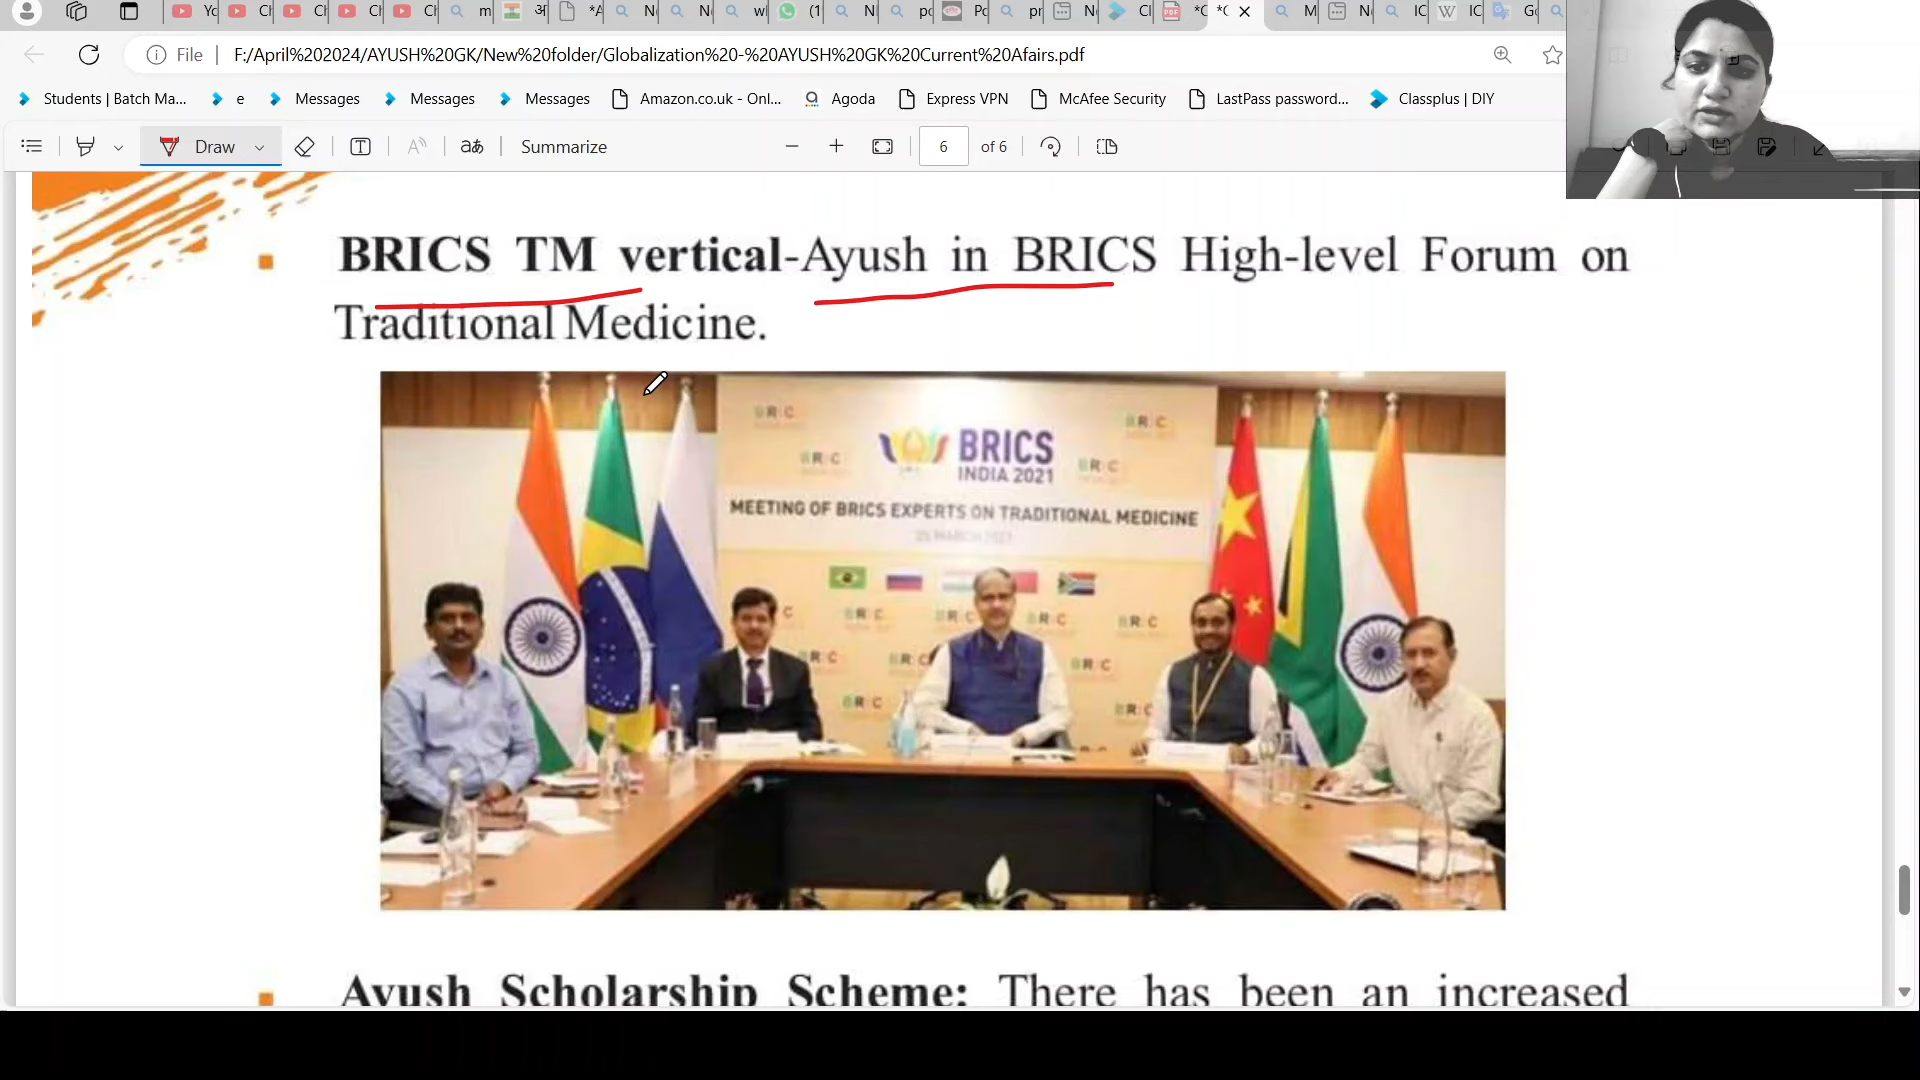 File
F:/April%202024/AYUSH%20GK/New%20folder/Globalization%20-%20AYUSH%20GK%20Current%20Afairs.pdf
Students | Batch Ma...
e
Messages
Messages
Messages
Amazon.co.uk - Onl...
Agoda
Express VPN
McAfee Security
LastPass password...
Classplus | DIY
Draw
Summarize
6 of 6
BRICS TM vertical-Ayush in BRICS High-level Forum on
Traditional Medicine.
BRICS
INDIA 2021
MEETING OF BRICS EXPERTS ON TRADITIONAL MEDICINE
Ayush Scholarship Scheme: There has been an increased